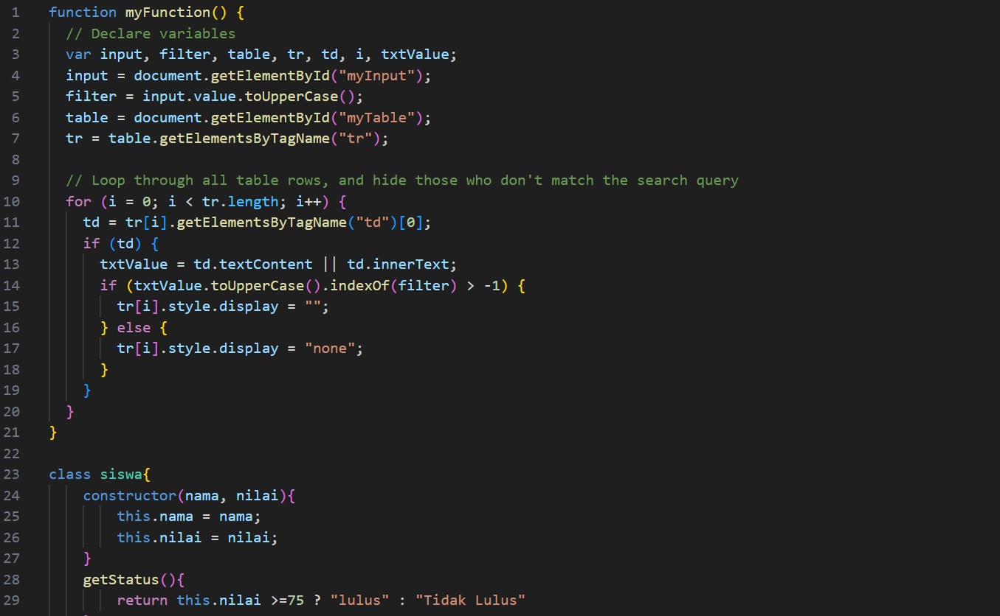 1 function myFunction() {
2 // Declare variables
3 var input, filter, table, tr, td, i, txtValue;
4 input = document.getElementById("myInput");
5 filter = input.value.toUpperCase();
6 table = document.getElementById("myTable");
7 tr = table.getElementsByTagName("tr");
8
9 // Loop through all table rows, and hide those who don't match the search query
10 for (i = 0; i < tr.length; i++) {
11 td = tr[i].getElementsByTagName("td")[0];
12 if (td) {
13 txtValue = td.textContent || td.innerText;
14 if (txtValue.toUpperCase().indexOf(filter) > -1) {
15 tr[i].style.display = "";
16 } else {
17 tr[i].style.display = "none";
18 }
19 }
20 }
21 }
22
23 class siswa{
24 constructor(nama, nilai){
25 this.nama = nama;
26 this.nilai = nilai;
27 }
28 getStatus(){
29 return this.nilai >=75 ? "lulus" : "Tidak Lulus"